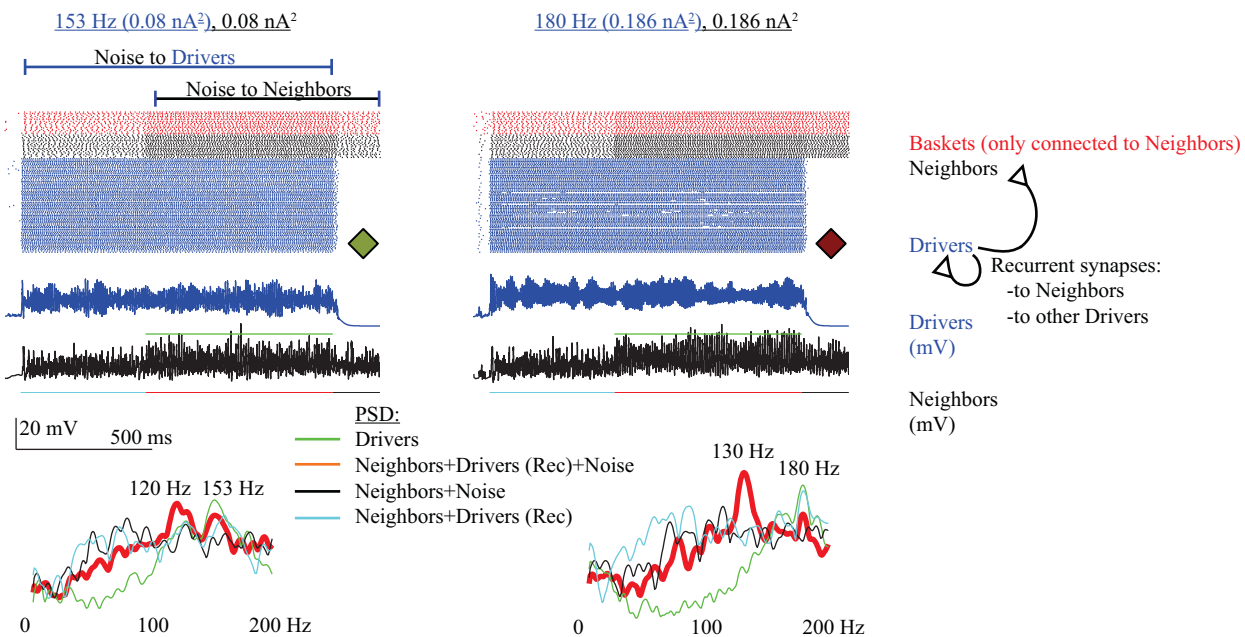 153 Hz (0.08 nA²), 0.08 nA²
180 Hz (0.186 nA²), 0.186 nA²
Noise to Drivers
Noise to Neighbors
Baskets (only connected to Neighbors)
Neighbors
Drivers
Recurrent synapses:
-to Neighbors
-to other Drivers
Drivers
(mV)
Neighbors
(mV)
20 mV
500 ms
PSD:
Drivers
Neighbors+Drivers (Rec)+Noise
Neighbors+Noise
Neighbors+Drivers (Rec)
120 Hz
153 Hz
130 Hz
180 Hz
0
100
200 Hz
0
100
200 Hz